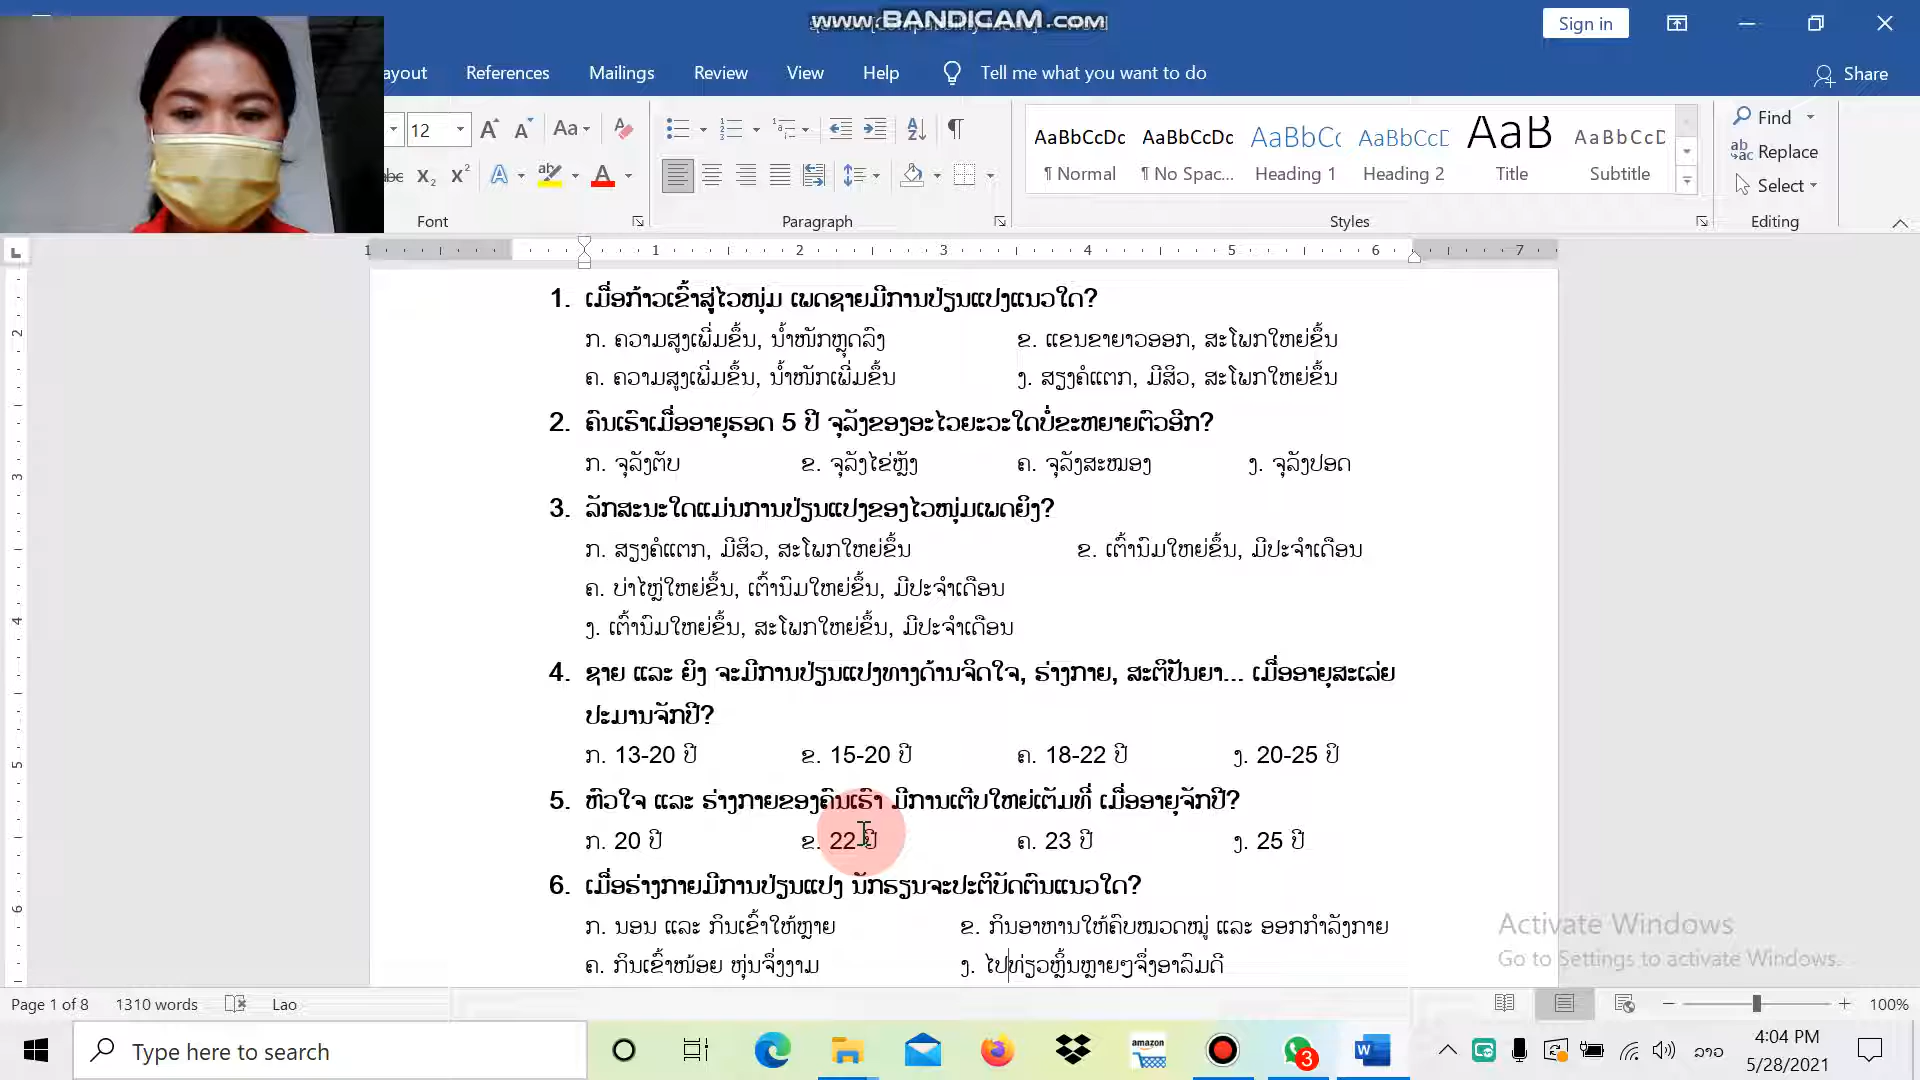 www.BANDICAM.com
Sign in
ayout References Mailings Review View Help Tell me what you want to do Share
12 Aa
AaBbCcDc AaBbCcDc AaBbCc AaBbCcD AaB AaBbCcD
¶ Normal ¶ No Spac... Heading 1 Heading 2 Title Subtitle
Find
Replace
Select
Font Paragraph Styles Editing
1 1 2 3 4 5 6 7
1. ເມື່ອກ້າວເຂົ້າສູ່ໄວໜຸ່ມ ເພດຊາຍມີການປ່ຽນແປງແນວໃດ?
ກ. ຄວາມສູງເພີ່ມຂຶ້ນ, ນ້ຳໜັກຫຼຸດລົງ ຂ. ແຂນຂາຍາວອອກ, ສະໂພກໃຫຍ່ຂຶ້ນ
ຄ. ຄວາມສູງເພີ່ມຂຶ້ນ, ນ້ຳໜັກເພີ່ມຂຶ້ນ ງ. ສຽງຄໍແຕກ, ມີສິວ, ສະໂພກໃຫຍ່ຂຶ້ນ
2. ຄົນເຮົາເມື່ອອາຍຸຮອດ 5 ປີ ຈຸລັງຂອງອະໄວຍະວະໃດບໍ່ຂະຫຍາຍຕົວອີກ?
ກ. ຈຸລັງຕັບ ຂ. ຈຸລັງໄຂ່ຫຼັງ ຄ. ຈຸລັງສະໝອງ ງ. ຈຸລັງປອດ
3. ລັກສະນະໃດແມ່ນການປ່ຽນແປງຂອງໄວໜຸ່ມເພດຍິງ?
ກ. ສຽງຄໍແຕກ, ມີສິວ, ສະໂພກໃຫຍ່ຂຶ້ນ ຂ. ເຕົ້ານົມໃຫຍ່ຂຶ້ນ, ມີປະຈຳເດືອນ
ຄ. ບ່າໄຫຼ່ໃຫຍ່ຂຶ້ນ, ເຕົ້ານົມໃຫຍ່ຂຶ້ນ, ມີປະຈຳເດືອນ
ງ. ເຕົ້ານົມໃຫຍ່ຂຶ້ນ, ສະໂພກໃຫຍ່ຂຶ້ນ, ມີປະຈຳເດືອນ
4. ຊາຍ ແລະ ຍິງ ຈະມີການປ່ຽນແປງທາງດ້ານຈິດໃຈ, ຮ່າງກາຍ, ສະຕິປັນຍາ... ເມື່ອອາຍຸສະເລ່ຍ
ປະມານຈັກປີ?
ກ. 13-20 ປີ ຂ. 15-20 ປີ ຄ. 18-22 ປີ ງ. 20-25 ປີ
5. ຫົວໃຈ ແລະ ຮ່າງກາຍຂອງຄົນເຮົາ ມີການເຕີບໃຫຍ່ເຕັມທີ່ ເມື່ອອາຍຸຈັກປີ?
ກ. 20 ປີ ຂ. 22 ປີ ຄ. 23 ປີ ງ. 25 ປີ
6. ເມື່ອຮ່າງກາຍມີການປ່ຽນແປງ ນັກຮຽນຈະປະຕິບັດຕົນແນວໃດ?
ກ. ນອນ ແລະ ກິນເຂົ້າໃຫ້ຫຼາຍ ຂ. ກິນອາຫານໃຫ້ຄົບໝວດໝູ່ ແລະ ອອກກຳລັງກາຍ
ຄ. ກິນເຂົ້າໜ້ອຍ ຫຸ່ນຈຶ່ງງາມ ງ. ໄປທ່ຽວຫຼິ້ນຫຼາຍໆຈຶ່ງອາລົມດີ
Activate Windows
Go to Settings to activate Windows.
Page 1 of 8 1310 words Lao 100%
Type here to search
amazon
3
ລາວ
4:04 PM
5/28/2021